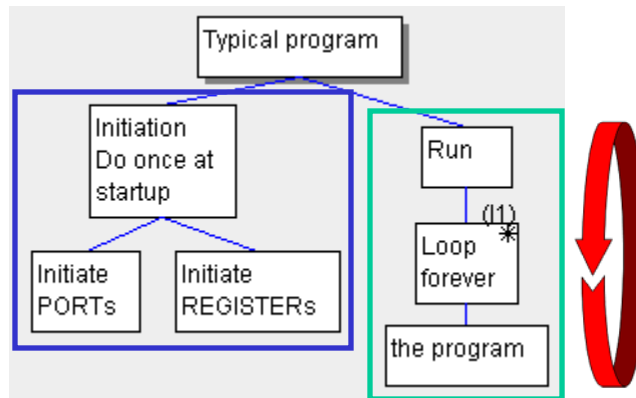 Typical program
Initiation
Do once at
startup
Initiate
PORTs
Initiate
REGISTERs
Run
(I1)
*
Loop
forever
the program